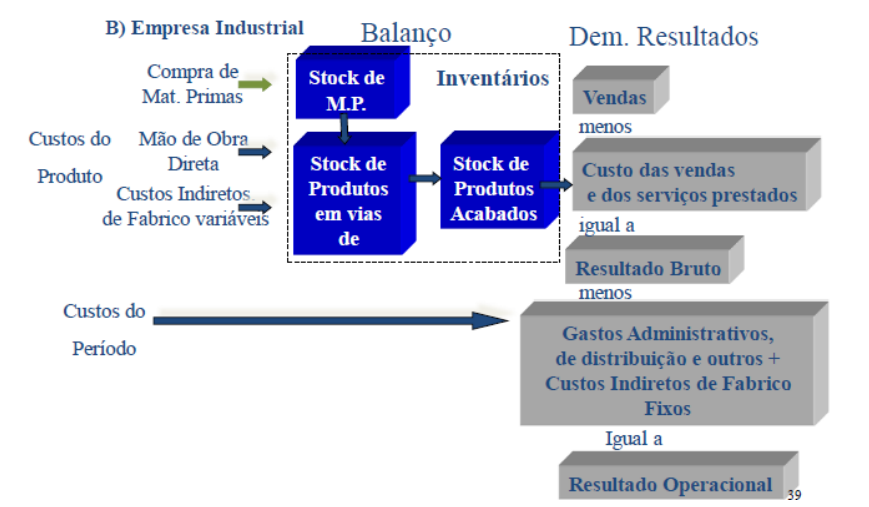 B) Empresa Industrial
Balanço
Dem. Resultados
Compra de
Mat. Primas
Stock de
M.P.
Inventários
Vendas
menos
Custos do
Produto
Mão de Obra
Direta
Custos Indiretos.
de Fabrico variáveis
Stock de
Produtos
em vias
de
Stock de
Produtos
Acabados
Custo das vendas
e dos serviços prestados
igual a
Resultado Bruto
menos
Custos do
Período
Gastos Administrativos,
de distribuição e outros +
Custos Indiretos de Fabrico
Fixos
Igual a
Resultado Operacional
39